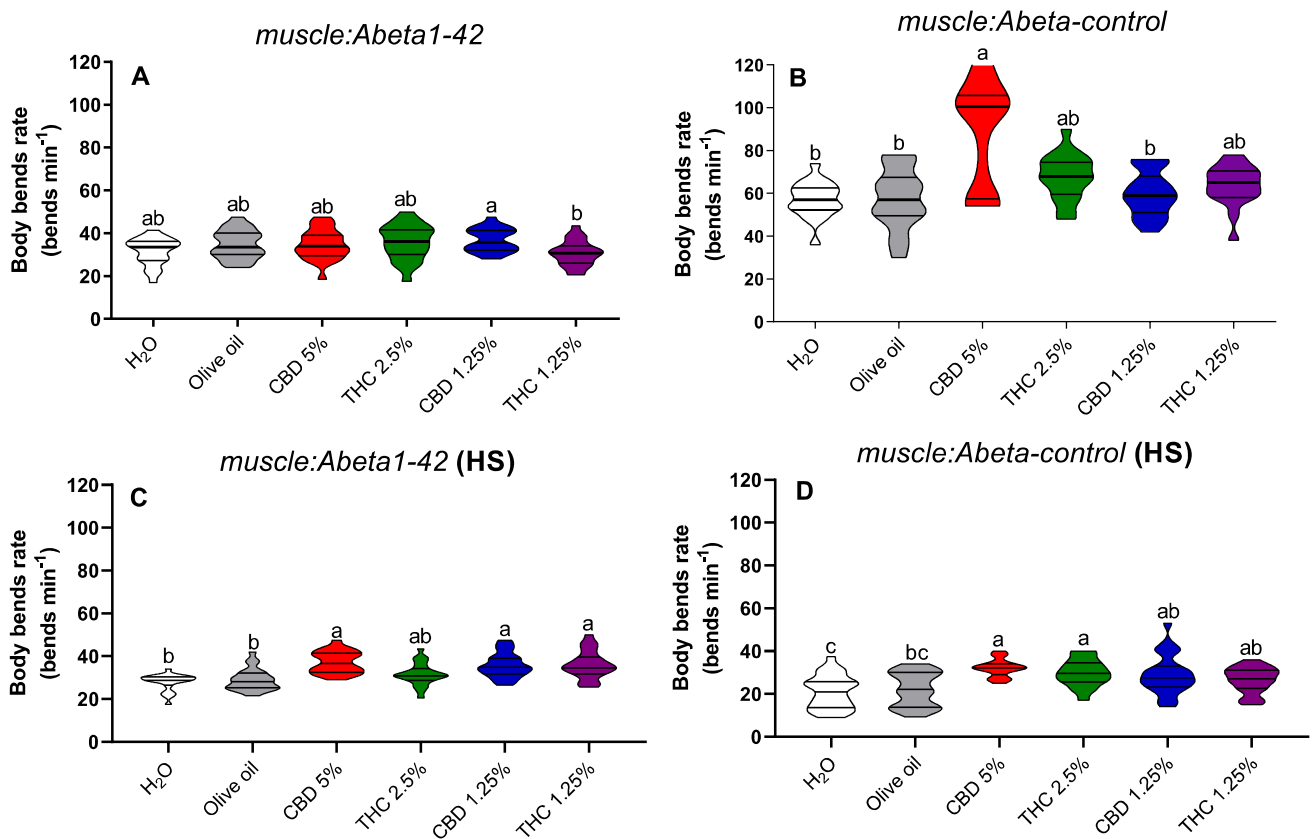 muscle:Abeta1-42
A
Body bends rate
(bends min⁻¹)
120
100
80
60
40
20
0
ab
ab
ab
ab
a
b
H₂O
Olive oil
CBD 5%
THC 2.5%
CBD 1.25%
THC 1.25%
muscle:Abeta-control
B
Body bends rate
(bends min⁻¹)
120
100
80
60
40
20
0
b
b
a
ab
b
ab
H₂O
Olive oil
CBD 5%
THC 2.5%
CBD 1.25%
THC 1.25%
muscle:Abeta1-42 (HS)
C
Body bends rate
(bends min⁻¹)
120
100
80
60
40
20
0
b
b
a
ab
a
a
H₂O
Olive oil
CBD 5%
THC 2.5%
CBD 1.25%
THC 1.25%
muscle:Abeta-control (HS)
D
Body bends rate
(bends min⁻¹)
120
100
80
60
40
20
0
c
bc
a
a
ab
ab
H₂O
Olive oil
CBD 5%
THC 2.5%
CBD 1.25%
THC 1.25%